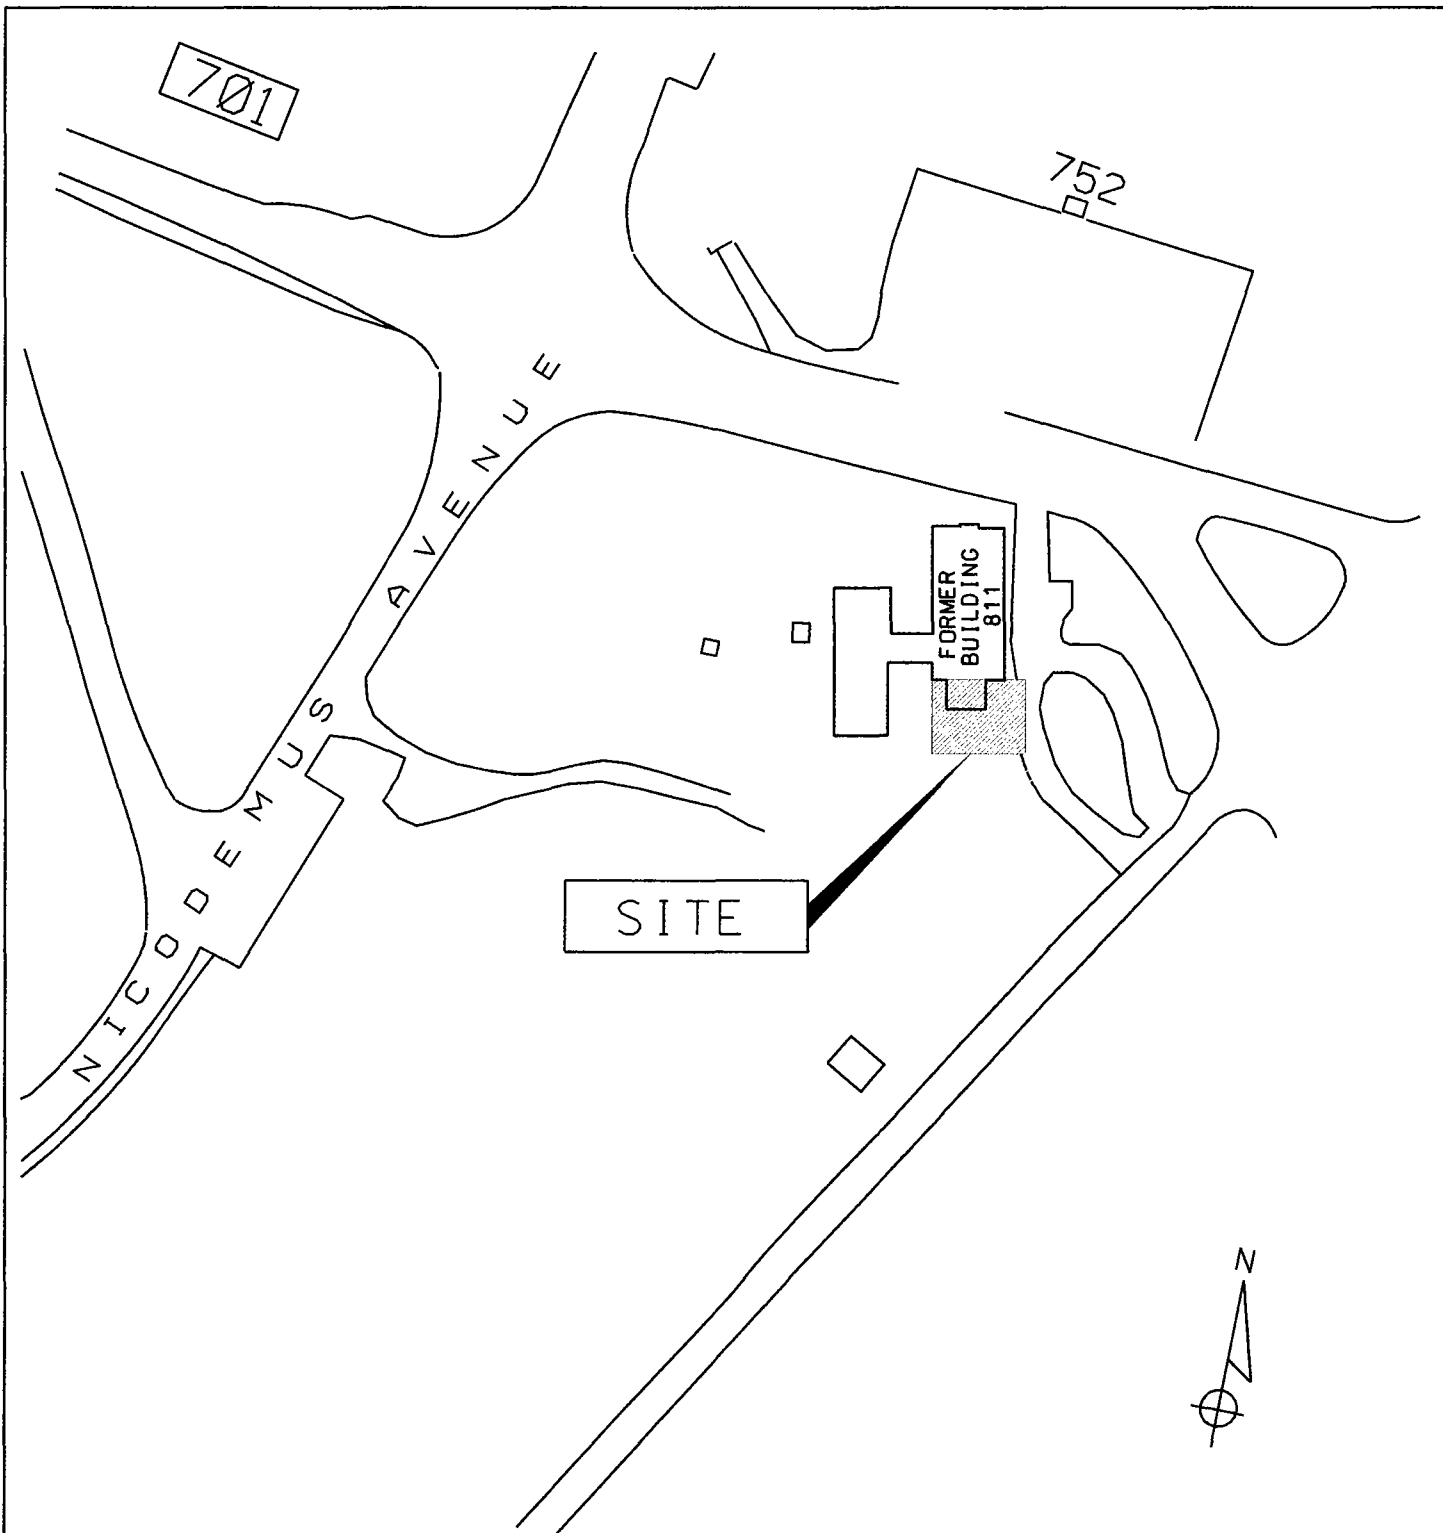 701
752
NICODEMUS AVENUE
FORMER
BUILDING
811
SITE
N